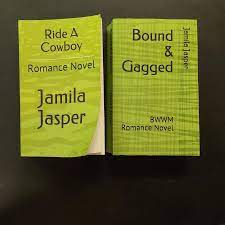 Ride A
Cowboy
Romance Novel
Jamila
Jasper
Bound
&
Gagged
BWWM
Romance Novel
Jamila Jasper